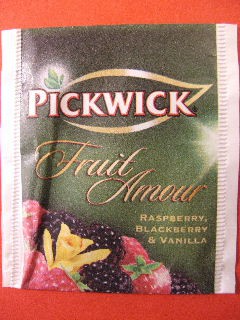 PICKWICK
Fruit
Amour
RASPBERRY,
BLACKBERRY
& VANILLA